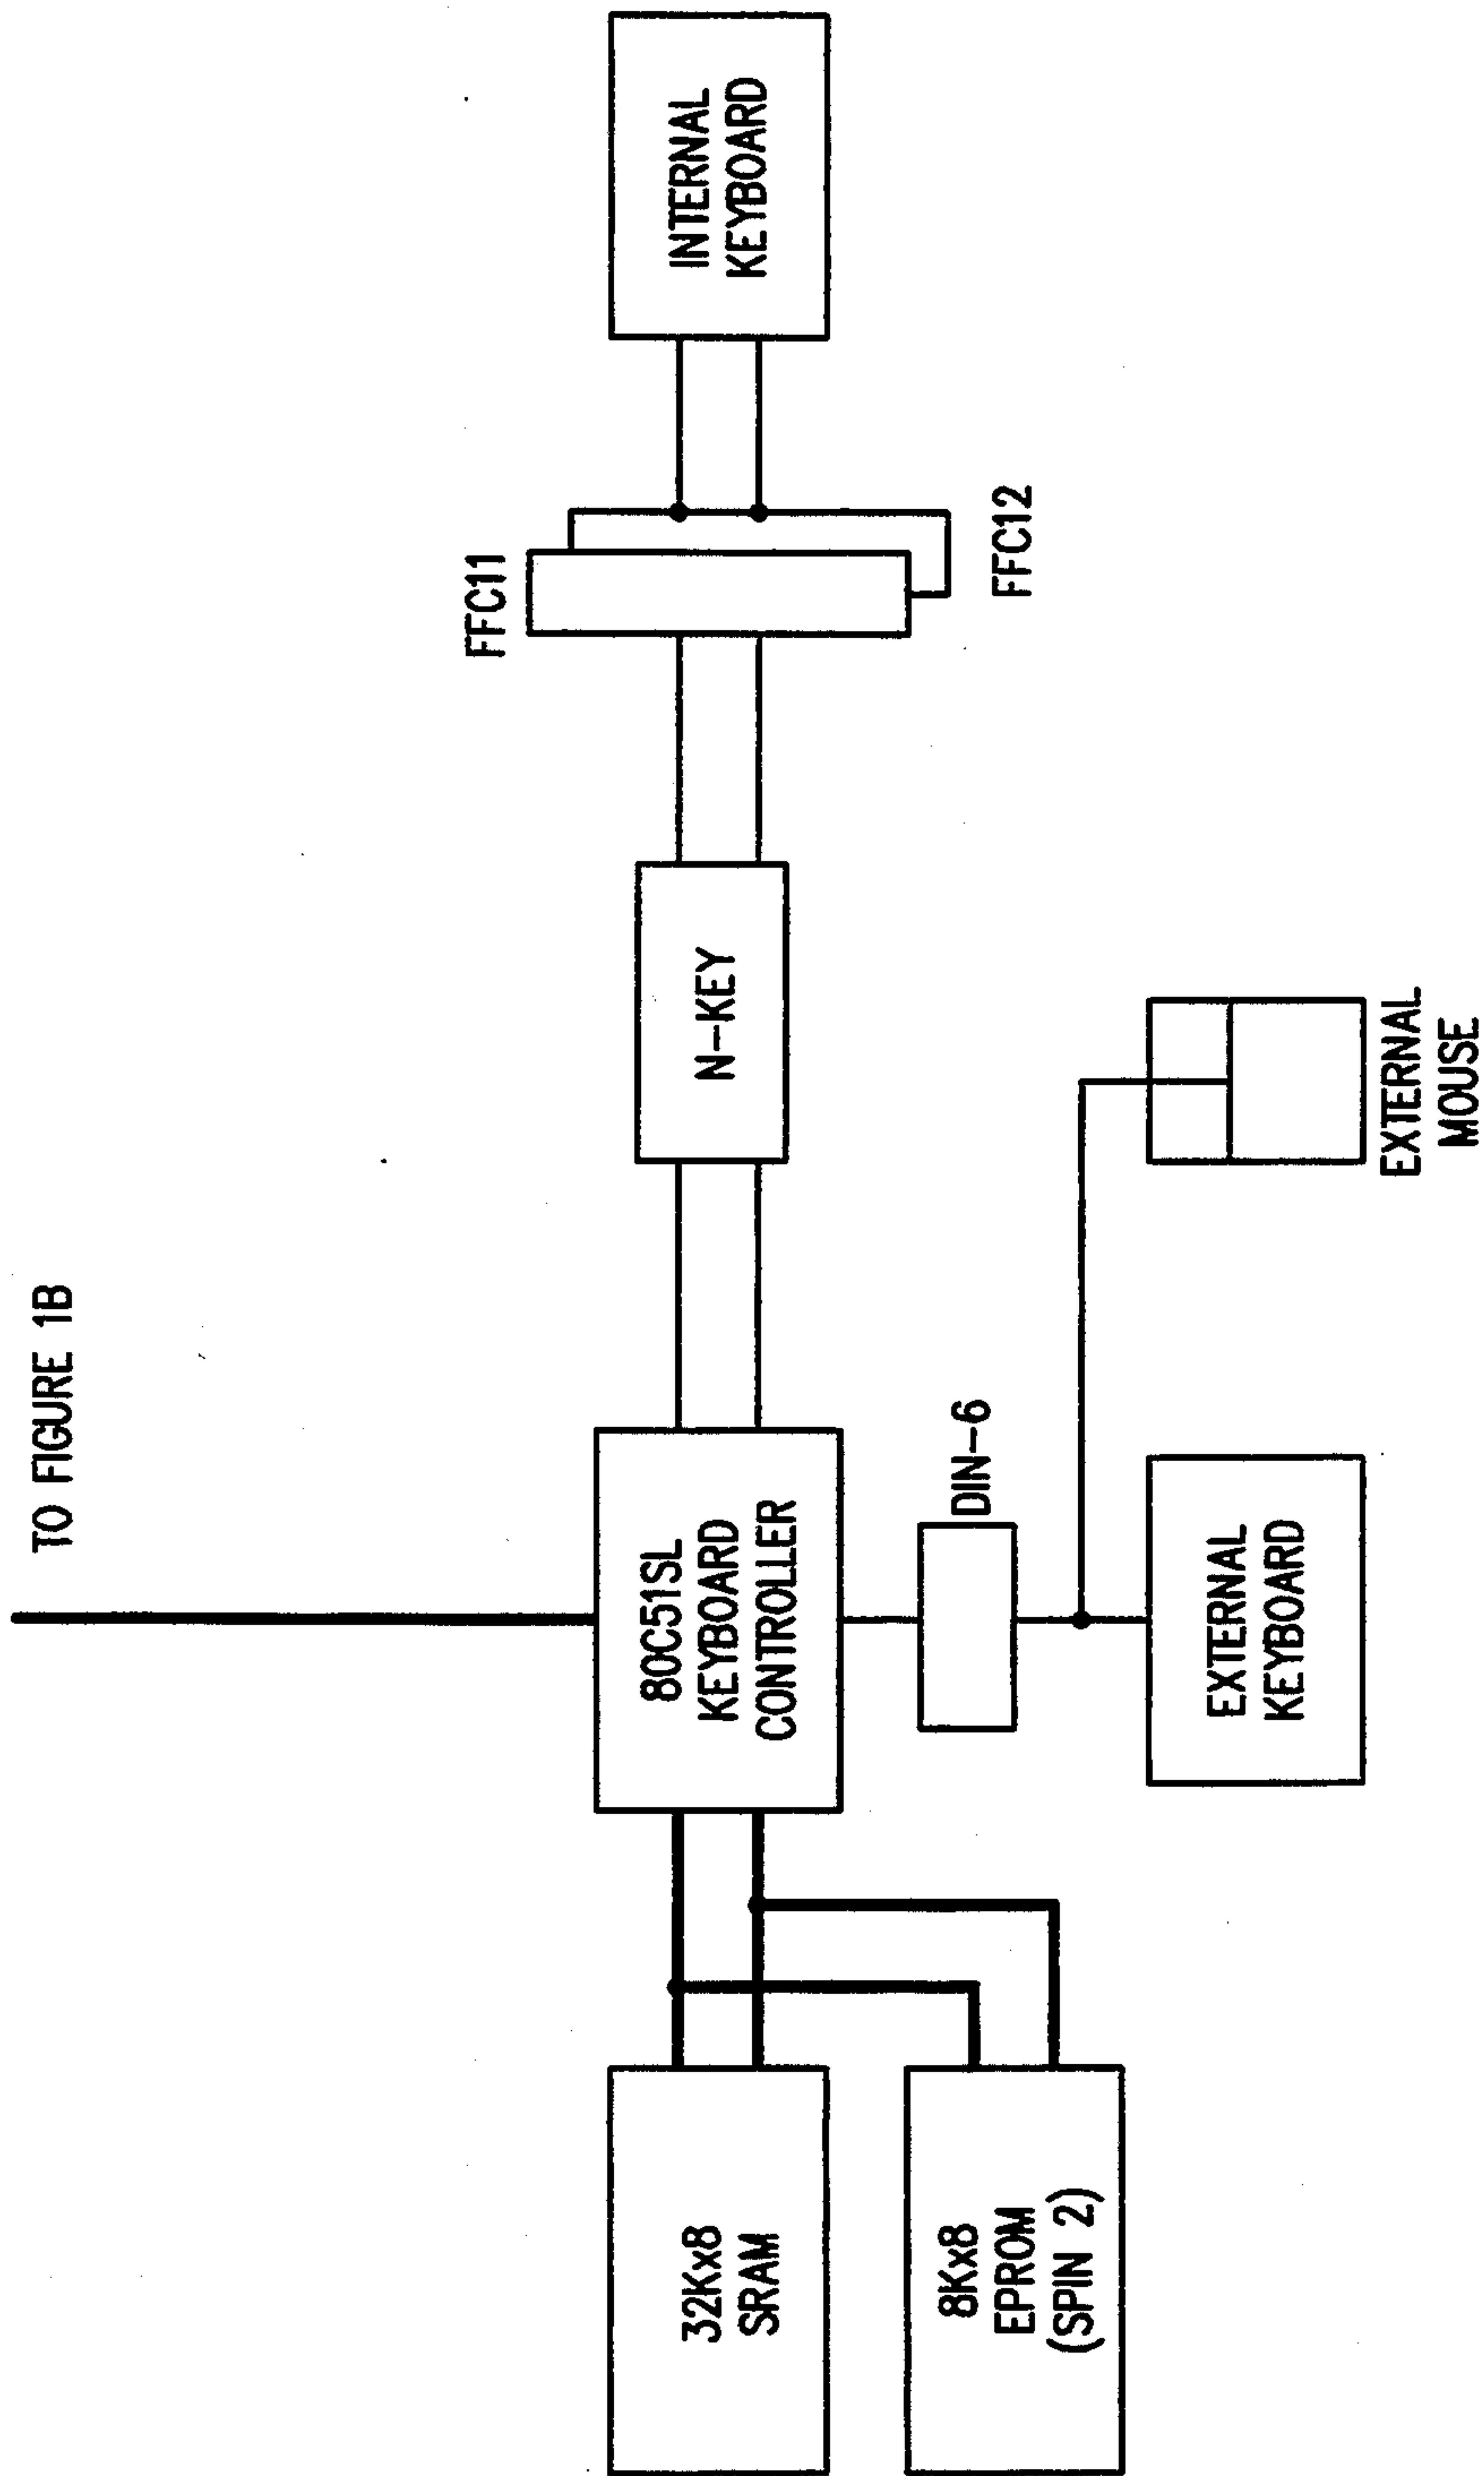 TO FIGURE 1B
32Kx8
SRAM
8Kx8
EPROM
(SPIN 2)
80C51SL
KEYBOARD
CONTROLLER
DIN-6
EXTERNAL
KEYBOARD
EXTERNAL
MOUSE
N-KEY
FFC11
FFC12
INTERNAL
KEYBOARD